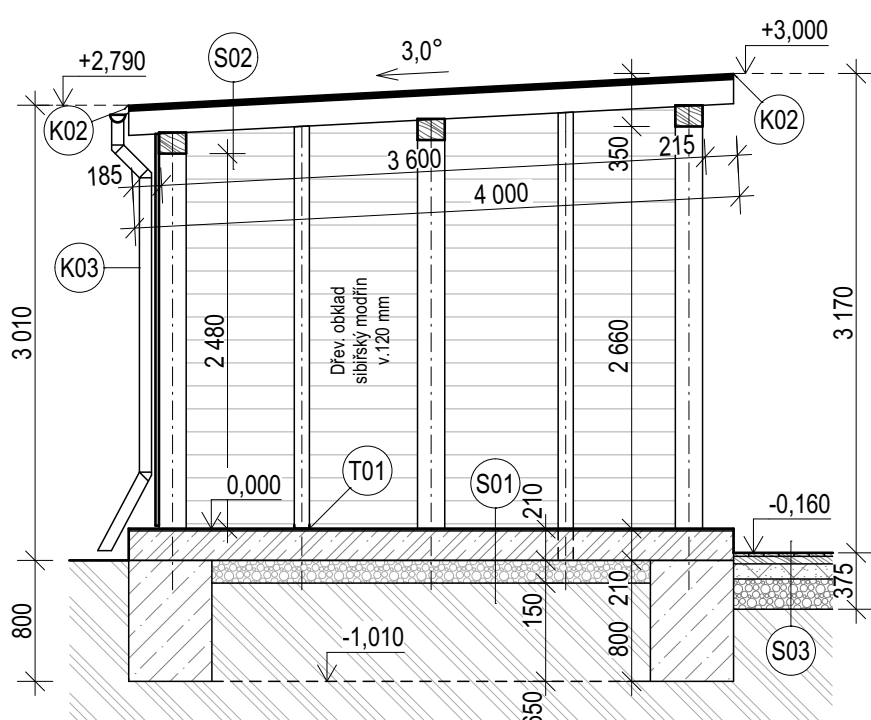 +2,790
S02
3,0°
+3,000
K02
K02
350
215
185
3 600
4 000
K03
3 010
2 480
Dřev. obklad
sibiřský modřín
v.120 mm
2 660
3 170
0,000
T01
S01
210
-0,160
800
150
210
375
-1,010
800
S03
650